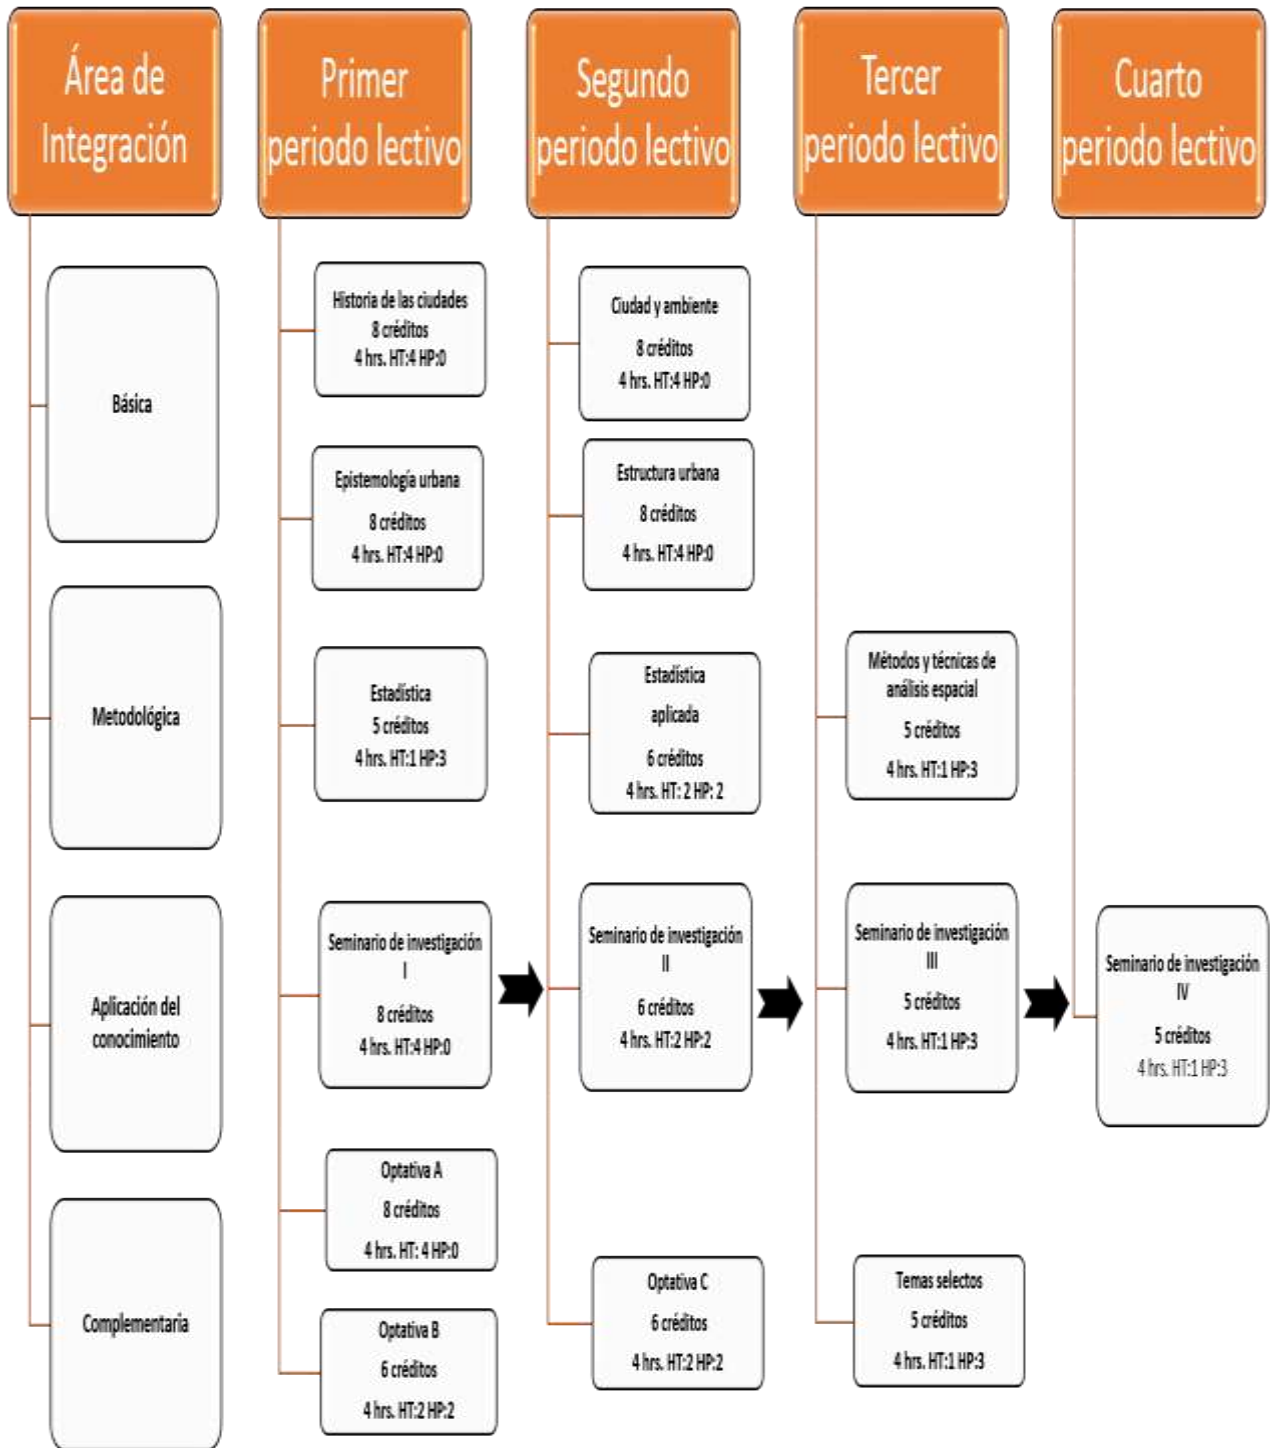 Área de
Integración
Primer
periodo lectivo
Segundo
periodo lectivo
Tercer
periodo lectivo
Cuarto
periodo lectivo
Básica
Historia de las ciudades
8 créditos
4 hrs. HT:4 HP:0
Ciudad y ambiente
8 créditos
4 hrs. HT:4 HP:0
Epistemología urbana
8 créditos
4 hrs. HT:4 HP:0
Estructura urbana
8 créditos
4 hrs. HT:4 HP:0
Metodológica
Estadística
5 créditos
4 hrs. HT:1 HP:3
Estadística
aplicada
6 créditos
4 hrs. HT: 2 HP: 2
Métodos y técnicas de
análisis espacial
5 créditos
4 hrs. HT:1 HP:3
Aplicación del
conocimiento
Seminario de investigación
I
8 créditos
4 hrs. HT:4 HP:0
Seminario de investigación
II
6 créditos
4 hrs. HT:2 HP:2
Seminario de investigación
III
5 créditos
4 hrs. HT:1 HP:3
Seminario de investigación
IV
5 créditos
4 hrs. HT:1 HP:3
Complementaria
Optativa A
8 créditos
4 hrs. HT: 4 HP:0
Optativa B
6 créditos
4 hrs. HT:2 HP:2
Optativa C
6 créditos
4 hrs. HT:2 HP:2
Temas selectos
5 créditos
4 hrs. HT:1 HP:3